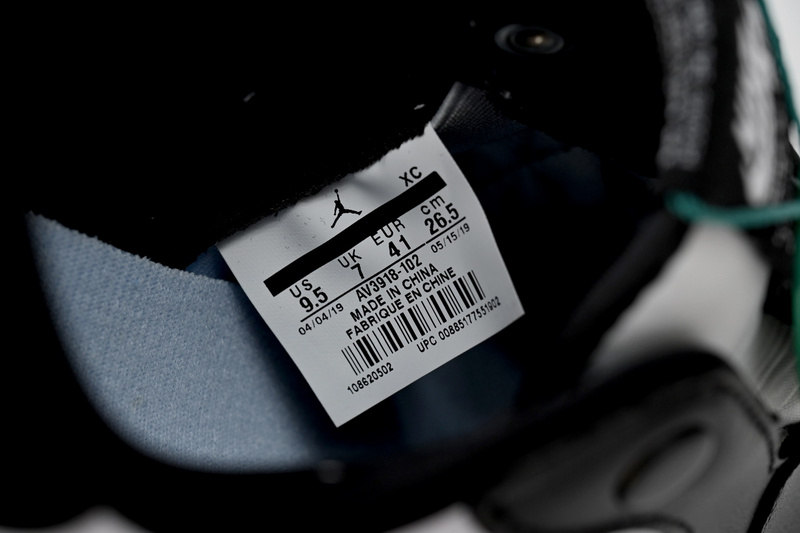 XC
US UK EUR cm
9.5 7 41 26.5
04/04/19 AV3918-102 05/15/19
MADE IN CHINA
FABRIQUE EN CHINE
108620502 UPC 00885177551902